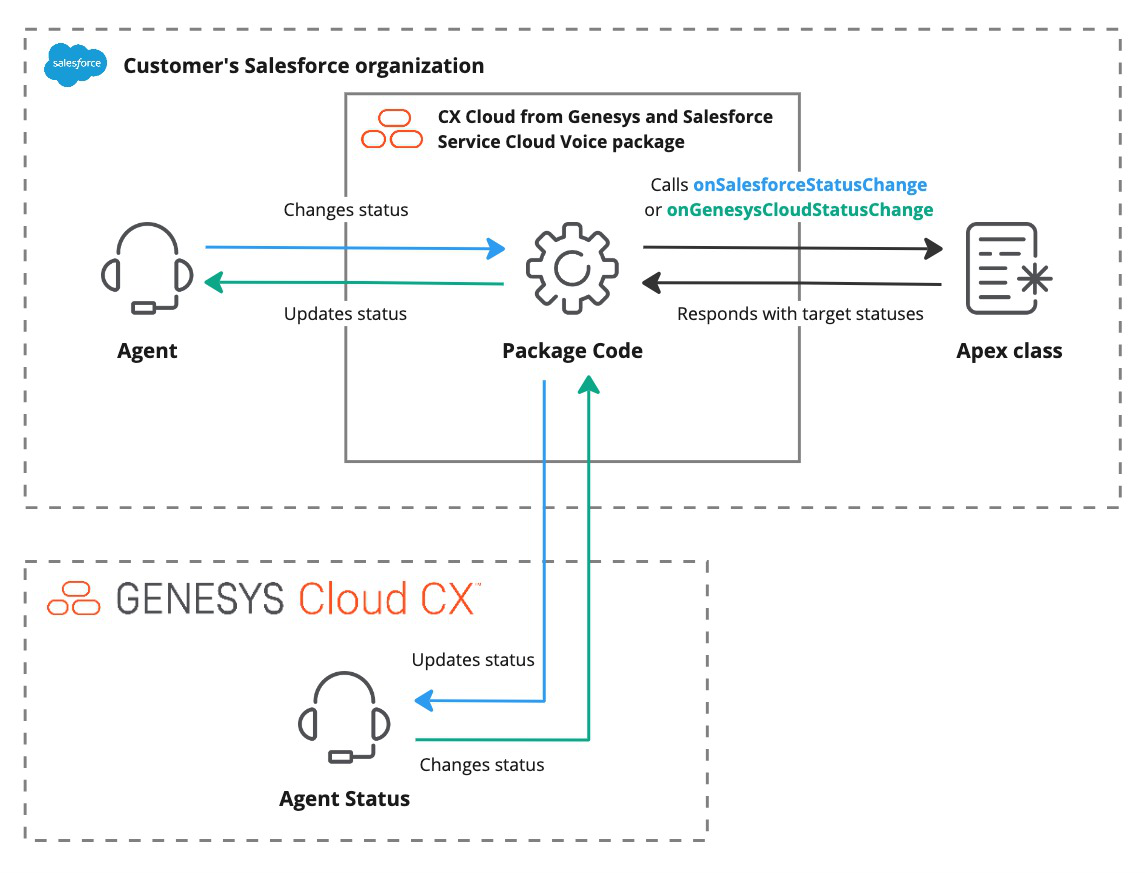 salesforce
Customer's Salesforce organization
CX Cloud from Genesys and Salesforce
Service Cloud Voice package
Calls onSalesforceStatusChange
or onGenesysCloudStatusChange
Changes status
Updates status
Responds with target statuses
Agent
Package Code
Apex class
GENESYS Cloud CX™
Updates status
Changes status
Agent Status